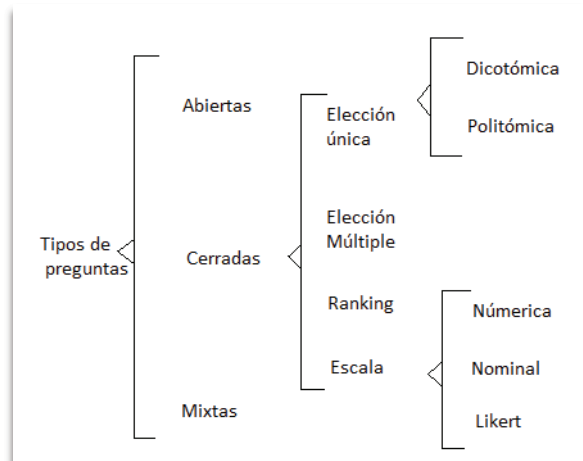 Tipos de
preguntas
Abiertas
Cerradas
Mixtas
Elección
única
Elección
Múltiple
Ranking
Escala
Dicotómica
Politómica
Númerica
Nominal
Likert